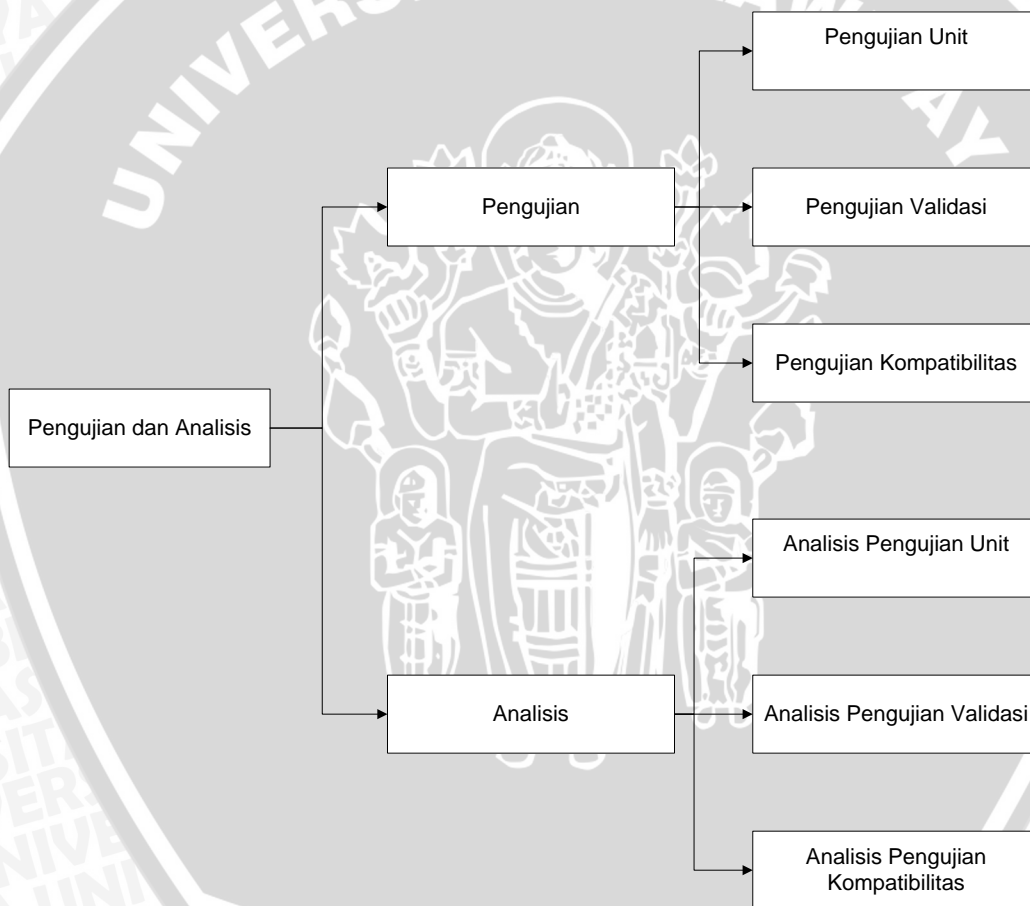 Pengujian Unit
Pengujian
Pengujian Validasi
Pengujian Kompatibilitas
Pengujian dan Analisis
Analisis Pengujian Unit
Analisis
Analisis Pengujian Validasi
Analisis Pengujian
Kompatibilitas